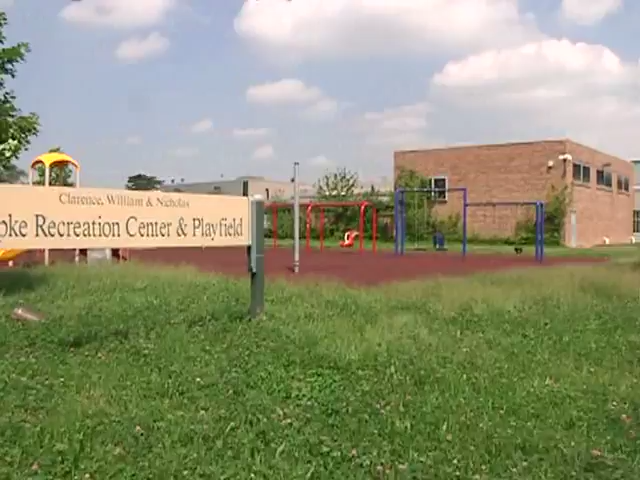 Clarence, William & Nicholas
oke Recreation Center & Playfield